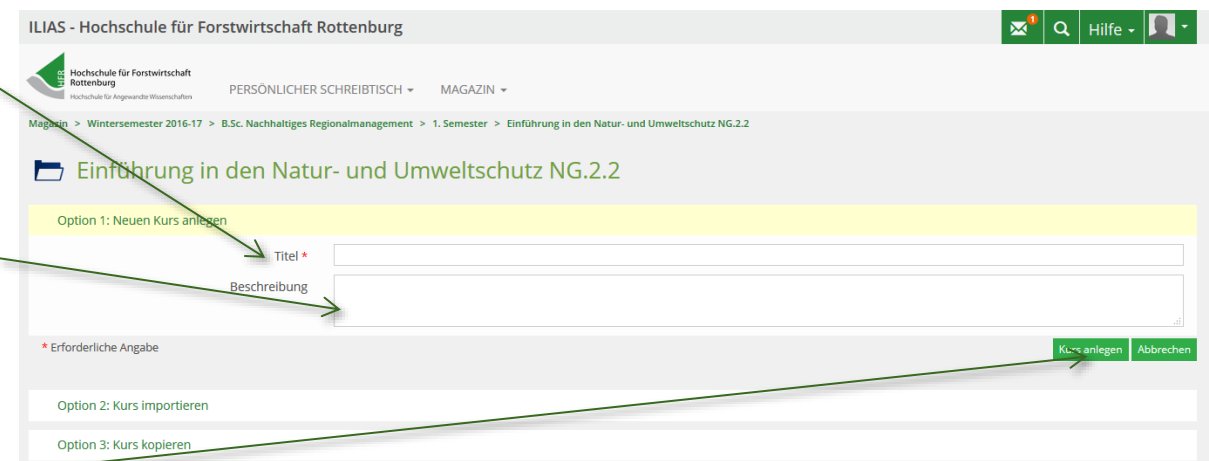 ILIAS - Hochschule für Forstwirtschaft Rottenburg
1
Hilfe
HFR
Hochschule für Forstwirtschaft
Rottenburg
Hochschule für Angewandte Wissenschaften
PERSÖNLICHER SCHREIBTISCH MAGAZIN
Magazin > Wintersemester 2016-17 > B.Sc. Nachhaltiges Regionalmanagement > 1. Semester > Einführung in den Natur- und Umweltschutz NG.2.2
Einführung in den Natur- und Umweltschutz NG.2.2
Option 1: Neuen Kurs anlegen
Titel *
Beschreibung
* Erforderliche Angabe
Kurs anlegen Abbrechen
Option 2: Kurs importieren
Option 3: Kurs kopieren